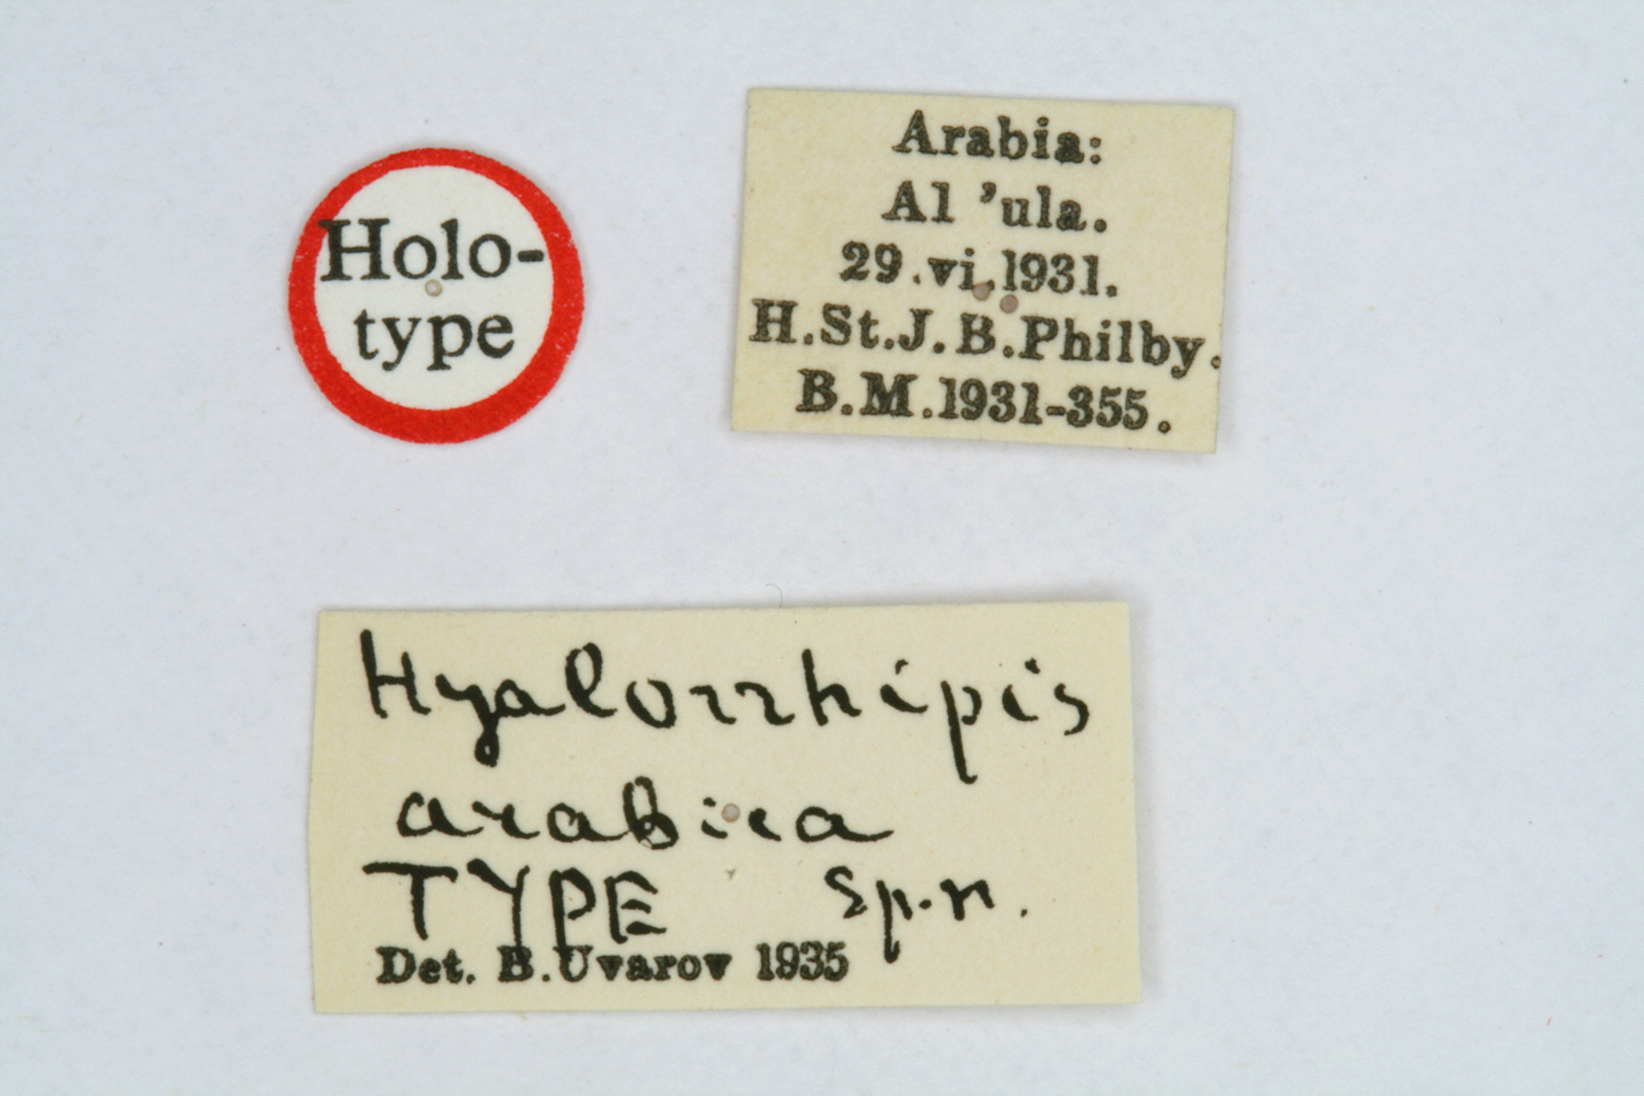 Holo-
type
Arabia:
Al 'ula.
29.vi.1931.
H.St.J.B.Philby.
B.M.1931-355.
Hyalorrhipis
arabica
TYPE sp.n.
Det. B.Uvarov 1935